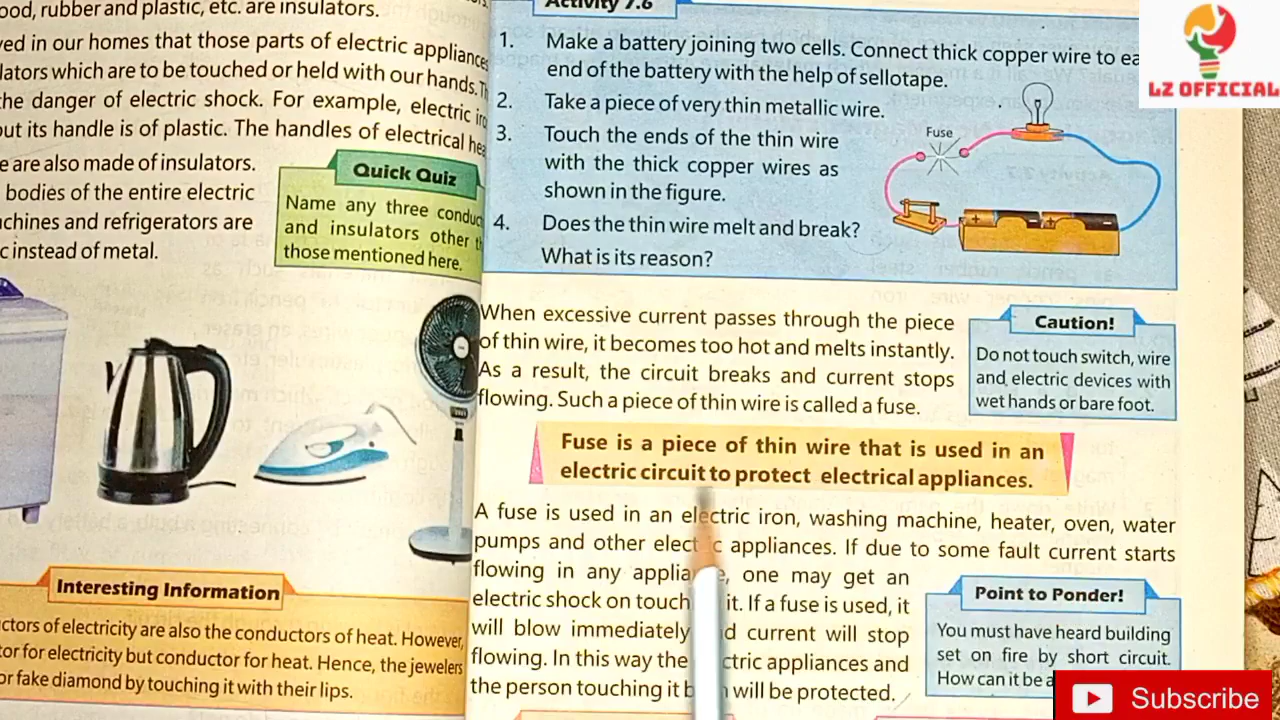 ood, rubber and plastic, etc. are insulators.
ved in our homes that those parts of electric appliances
lators which are to be touched or held with our hands. Th
the danger of electric shock. For example, electric iro
out its handle is of plastic. The handles of electrical hea
e are also made of insulators.
bodies of the entire electric
achines and refrigerators are
c instead of metal.
Quick Quiz
Name any three conduc
and insulators other th
those mentioned here.
Interesting Information
ctors of electricity are also the conductors of heat. However,
tor for electricity but conductor for heat. Hence, the jewelers
or fake diamond by touching it with their lips.
Activity 7.6
1. Make a battery joining two cells. Connect thick copper wire to ea
end of the battery with the help of sellotape.
2. Take a piece of very thin metallic wire.
3. Touch the ends of the thin wire
with the thick copper wires as
shown in the figure.
4. Does the thin wire melt and break?
What is its reason?
Fuse
When excessive current passes through the piece
of thin wire, it becomes too hot and melts instantly.
As a result, the circuit breaks and current stops
flowing. Such a piece of thin wire is called a fuse.
Caution!
Do not touch switch, wire
and electric devices with
wet hands or bare foot.
Fuse is a piece of thin wire that is used in an
electric circuit to protect electrical appliances.
A fuse is used in an electric iron, washing machine, heater, oven, water
pumps and other elect c appliances. If due to some fault current starts
flowing in any applia e, one may get an
electric shock on touch it. If a fuse is used, it
will blow immediately d current will stop
flowing. In this way the ctric appliances and
the person touching it b will be protected.
Point to Ponder!
You must have heard building
set on fire by short circuit.
How can it be a
LZ OFFICIAL
Subscribe